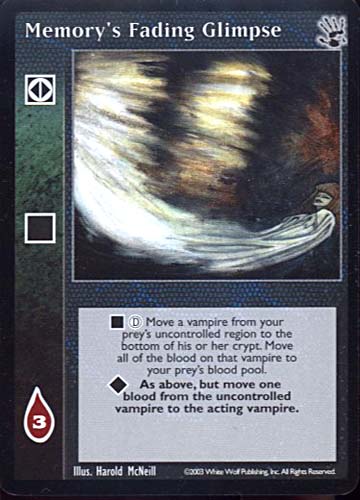 Memory's Fading Glimpse
D Move a vampire from your
prey's uncontrolled region to the
bottom of his or her crypt. Move
all of the blood on that vampire to
your prey's blood pool.
As above, but move one
blood from the uncontrolled
vampire to the acting vampire.
3
Illus. Harold McNeill
©2003 White Wolf Publishing, Inc. All Rights Reserved.